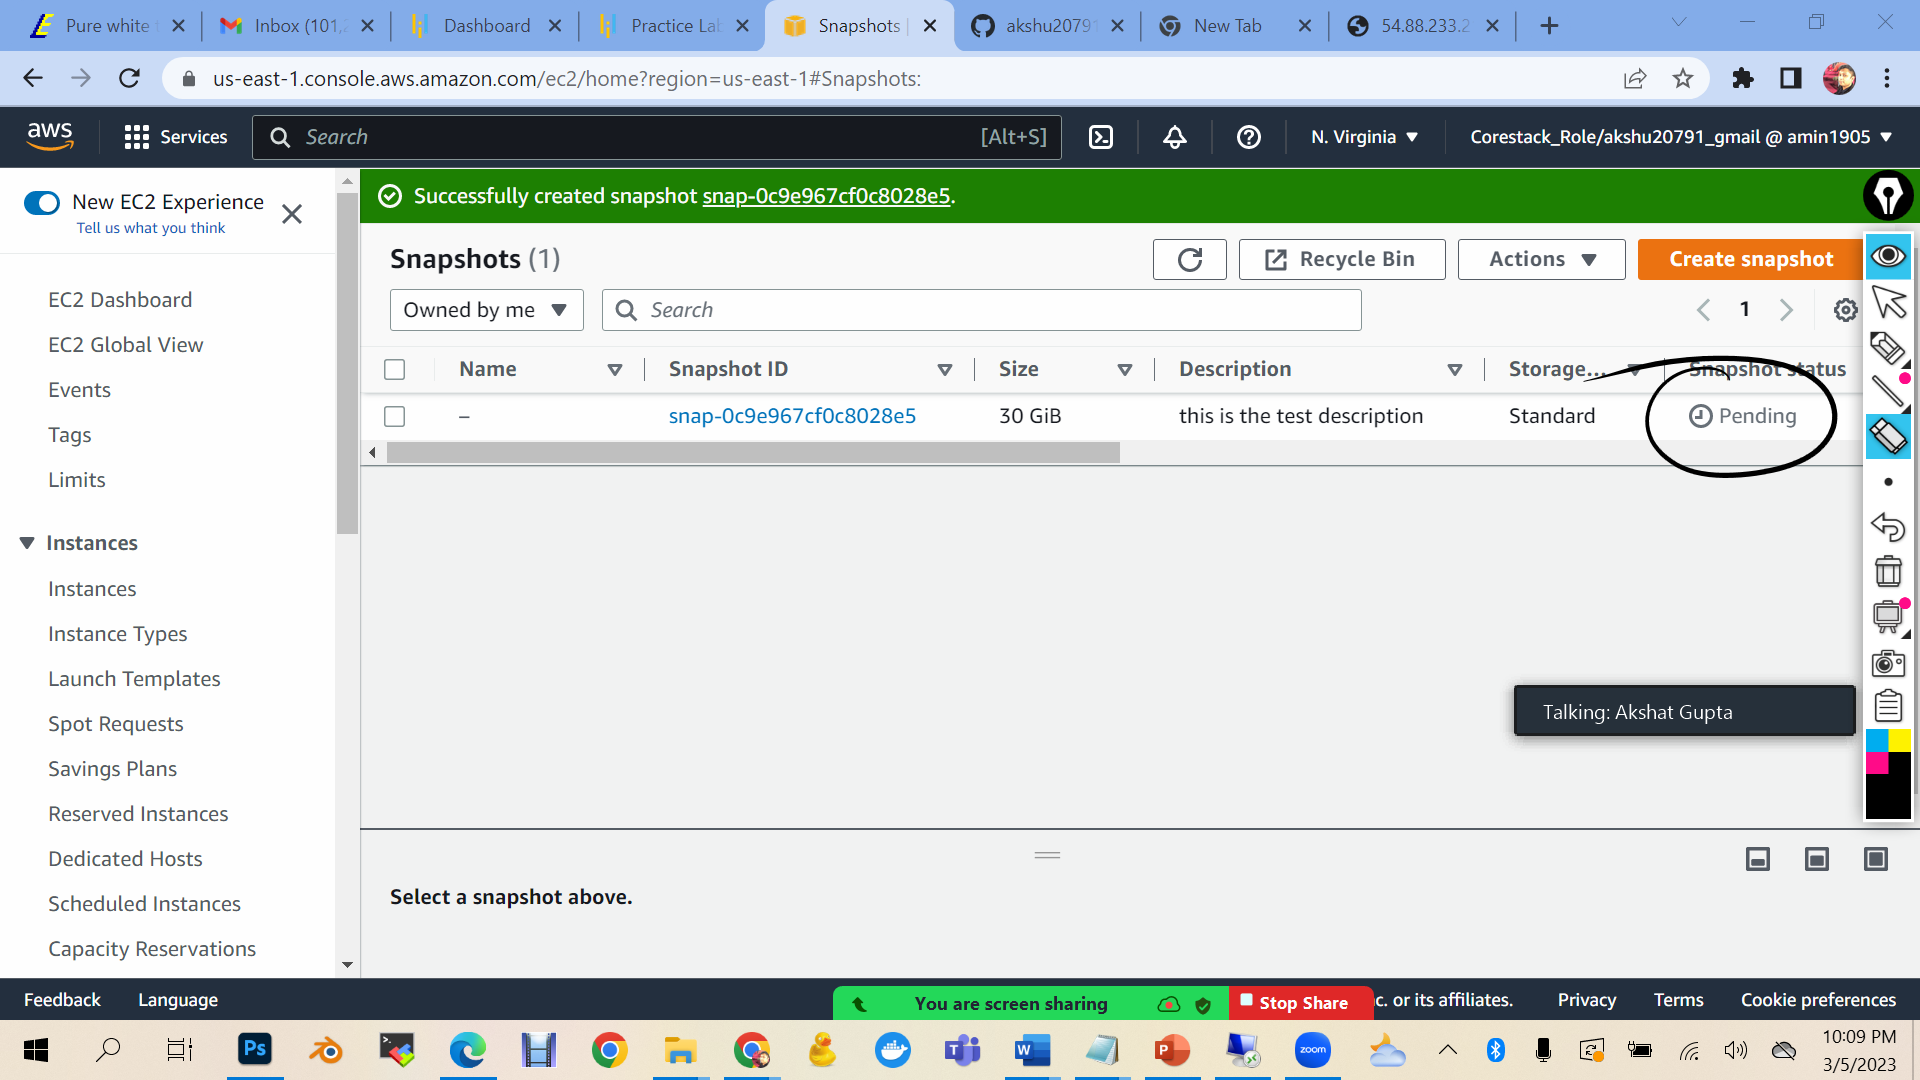 Pure white
Inbox (101,
Dashboard
Practice Lab
Snapshots |
akshu20791
New Tab
54.88.233.2
us-east-1.console.aws.amazon.com/ec2/home?region=us-east-1#Snapshots:
aws
Services
Search
[Alt+S]
N. Virginia
Corestack_Role/akshu20791_gmail @ amin1905
New EC2 Experience
Tell us what you think
EC2 Dashboard
EC2 Global View
Events
Tags
Limits
Instances
Instances
Instance Types
Launch Templates
Spot Requests
Savings Plans
Reserved Instances
Dedicated Hosts
Scheduled Instances
Capacity Reservations
Successfully created snapshot snap-0c9e967cf0c8028e5.
Snapshots (1)
Recycle Bin
Actions
Create snapshot
Owned by me
Search
1
Name
Snapshot ID
Size
Description
Storage...
Snapshot status
–
snap-0c9e967cf0c8028e5
30 GiB
this is the test description
Standard
Pending
Talking: Akshat Gupta
Select a snapshot above.
Feedback
Language
You are screen sharing
Stop Share
c. or its affiliates.
Privacy
Terms
Cookie preferences
Ps
W
P
zoom
10:09 PM
3/5/2023